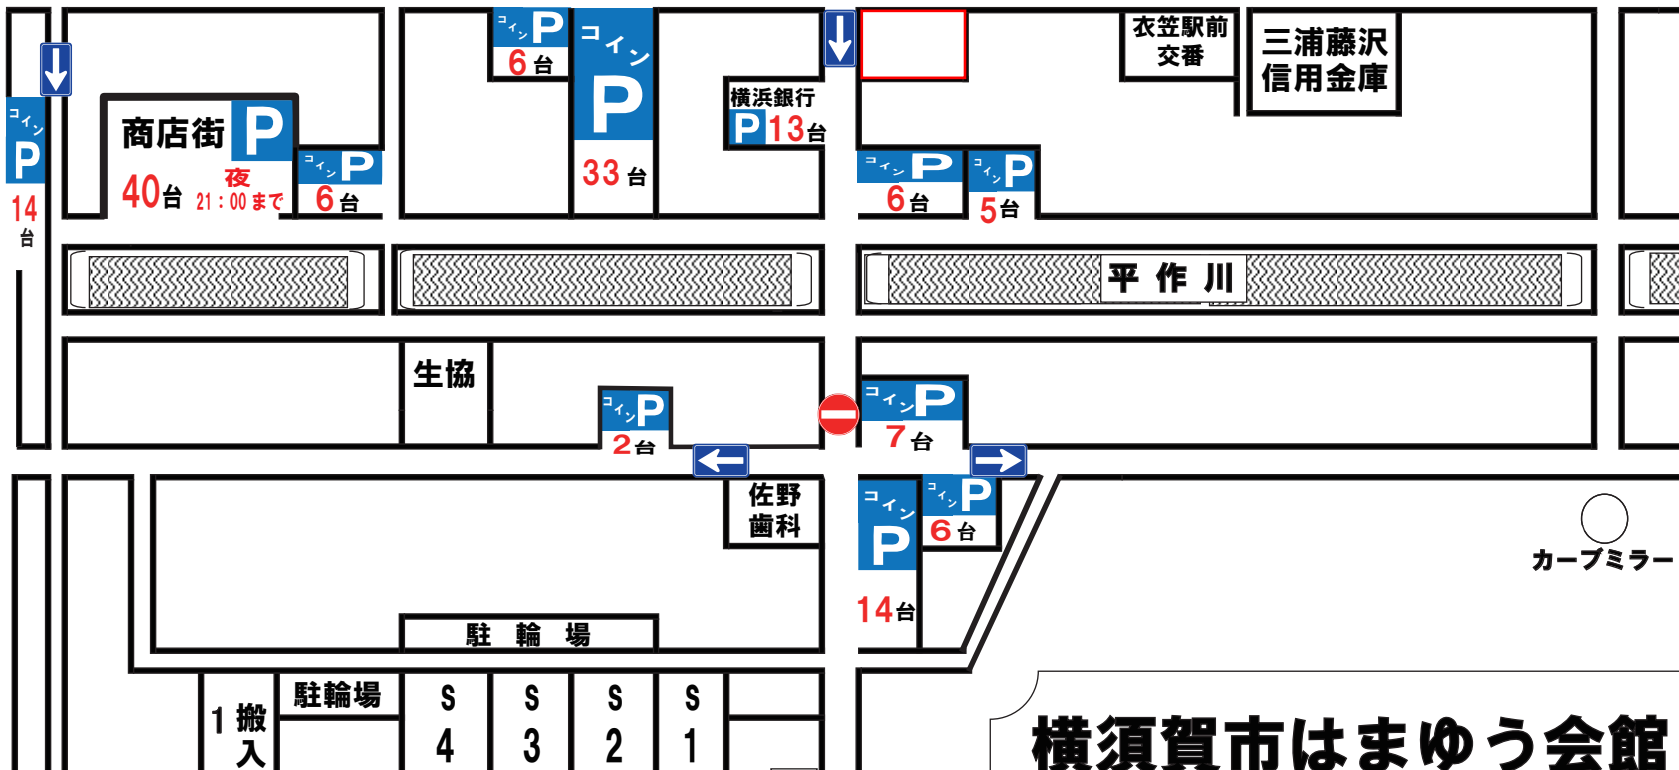 コイン P
6台
コイン P
33台
衣笠駅前
交番
三浦藤沢
信用金庫
コイン P
14
台
商店街 P
40台 夜
21:00まで
コイン P
6台
横浜銀行
P 13台
コイン P
6台
コイン P
5台
平作川
生協
コイン P
2台
コイン P
7台
佐野
歯科
コイン P
14台
コイン P
6台
カーブミラー
駐輪場
1 搬
入
駐輪場
S
4
S
3
S
2
S
1
横須賀市はまゆう会館